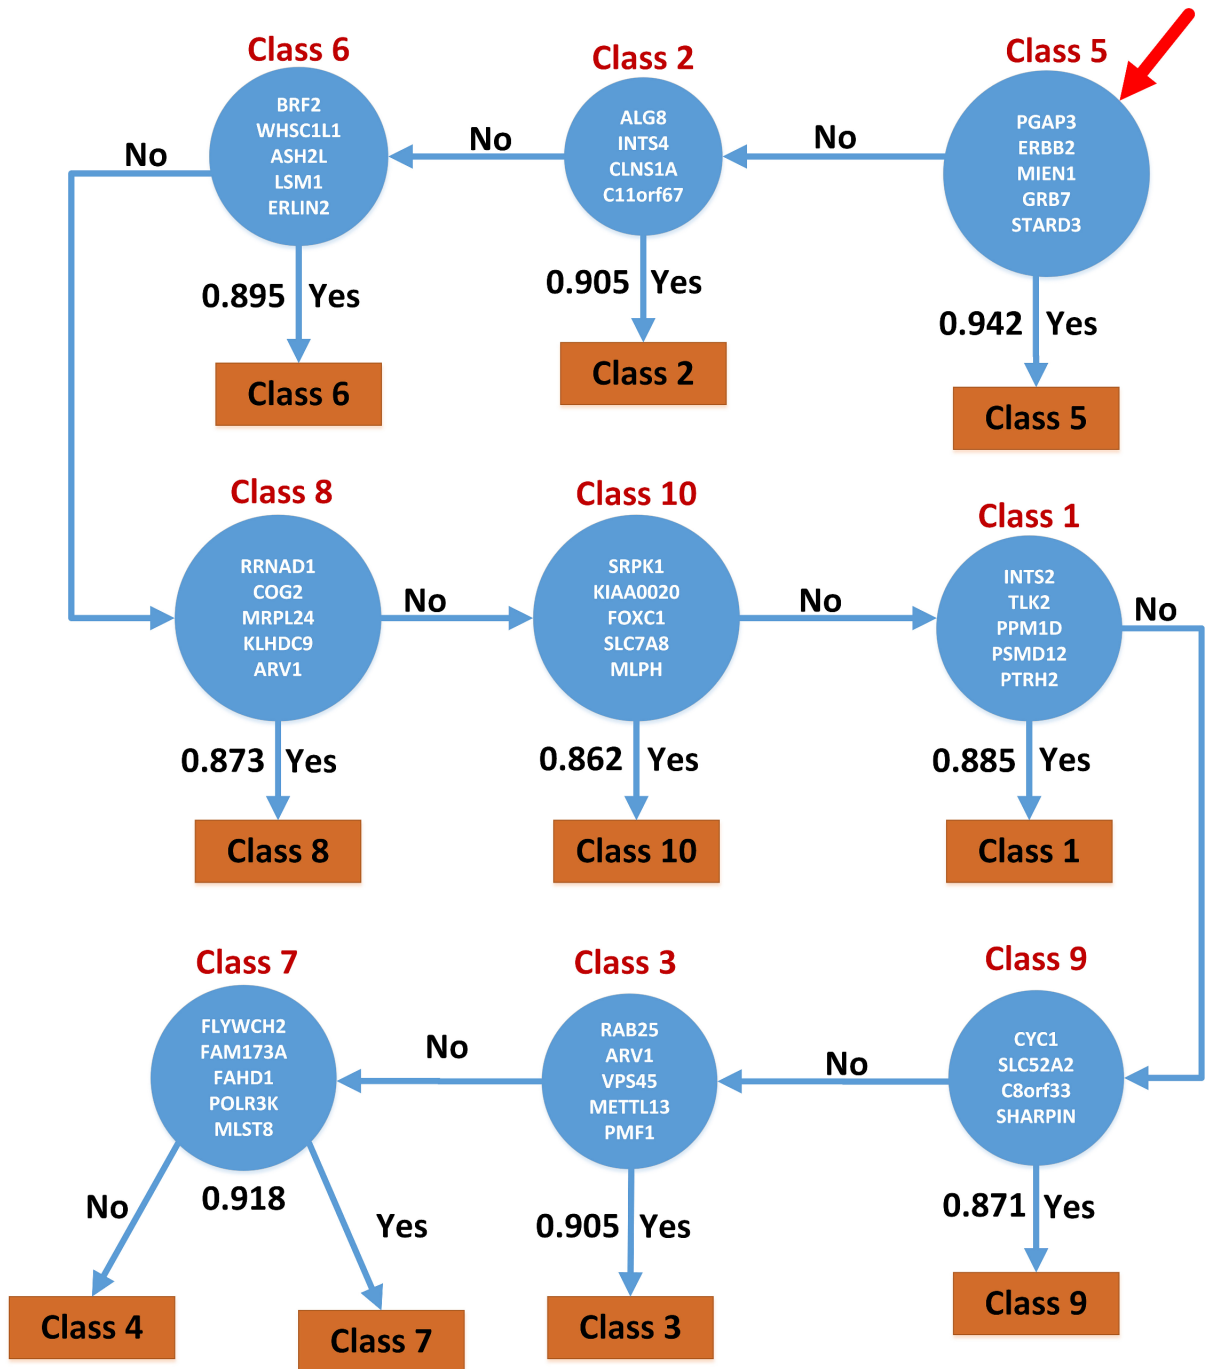 Class 6
BRF2
WHSC1L1
ASH2L
LSM1
ERLIN2
No
0.895
Yes
Class 6
No
Class 2
ALG8
INTS4
CLNS1A
C11orf67
0.905
Yes
Class 2
No
Class 5
PGAP3
ERBB2
MIEN1
GRB7
STARD3
0.942
Yes
Class 5
Class 8
RRNAD1
COG2
MRPL24
KLHDC9
ARV1
0.873
Yes
Class 8
No
Class 10
SRPK1
KIAA0020
FOXC1
SLC7A8
MLPH
0.862
Yes
Class 10
No
Class 1
INTS2
TLK2
PPM1D
PSMD12
PTRH2
No
0.885
Yes
Class 1
Class 7
FLYWCH2
FAM173A
FAHD1
POLR3K
MLST8
No
0.918
Yes
Class 4
Class 7
No
Class 3
RAB25
ARV1
VPS45
METTL13
PMF1
0.905
Yes
Class 3
No
Class 9
CYC1
SLC52A2
C8orf33
SHARPIN
0.871
Yes
Class 9